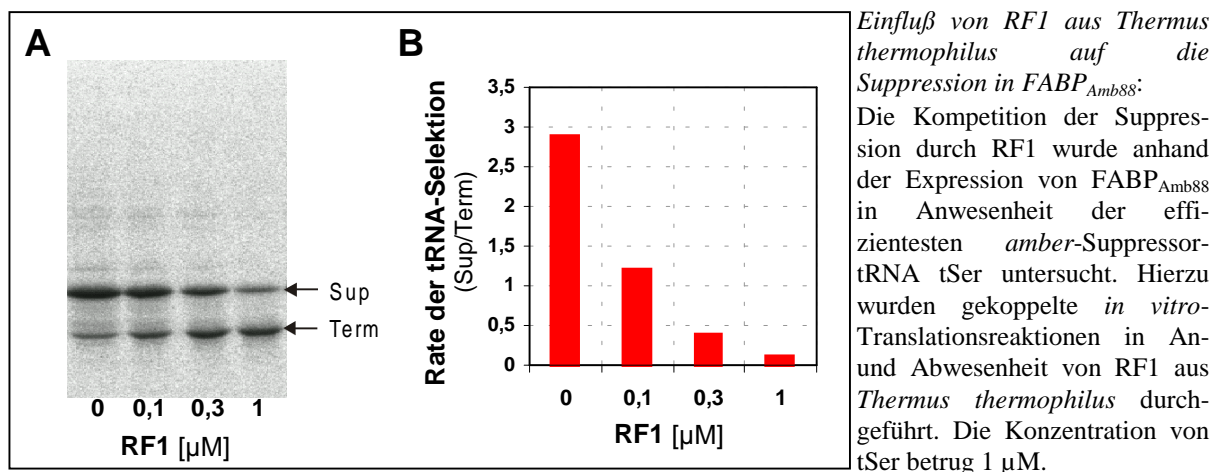 A
Sup
Term
0 0,1 0,3 1
RF1 [µM]
B
Rate der tRNA-Selektion
(Sup/Term)
3,5
3
2,5
2
1,5
1
0,5
0
0 0,1 0,3 1
RF1 [µM]
Einfluß von RF1 aus Thermus
thermophilus auf die
Suppression in FABPAmb88:
Die Kompetition der Suppres-
sion durch RF1 wurde anhand
der Expression von FABPAmb88
in Anwesenheit der effi-
zientesten amber-Suppressor-
tRNA tSer untersucht. Hierzu
wurden gekoppelte in vitro-
Translationsreaktionen in An-
und Abwesenheit von RF1 aus
Thermus thermophilus durch-
geführt. Die Konzentration von
tSer betrug 1 µM.